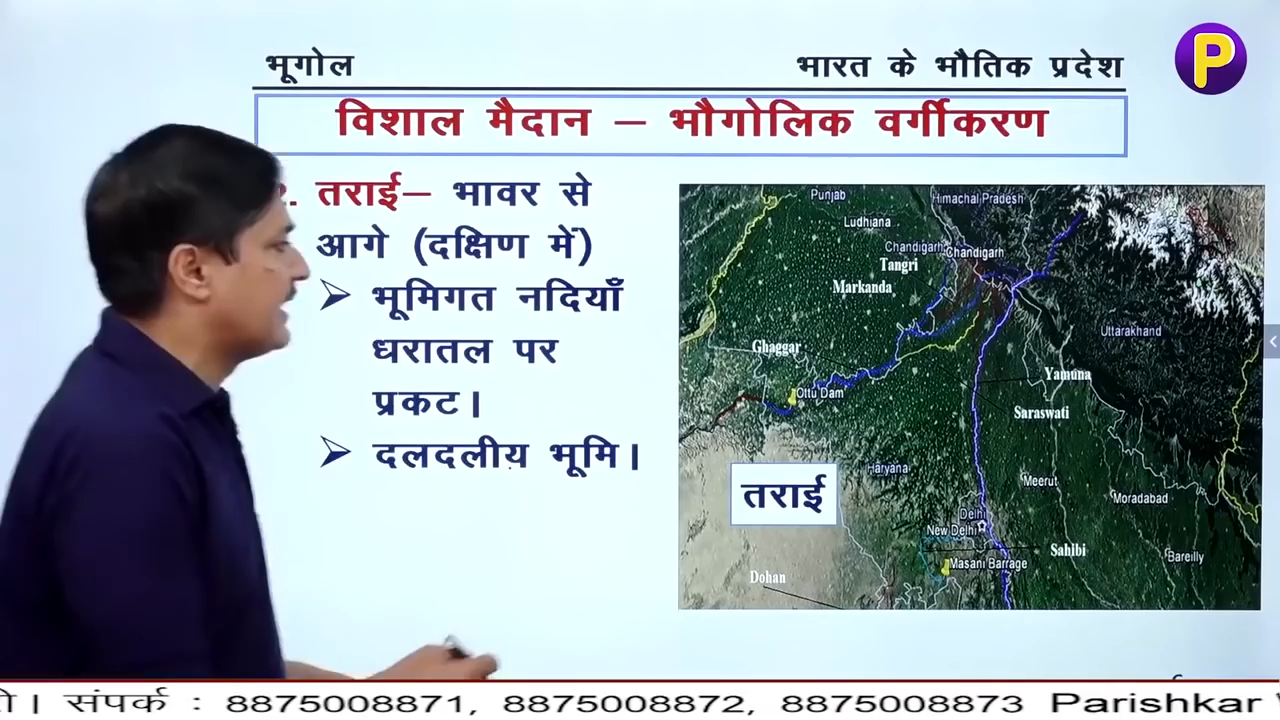 भूगोल
भारत के भौतिक प्रदेश
P
विशाल मैदान – भौगोलिक वर्गीकरण
तराई– भावर से
आगे (दक्षिण में)
➢ भूमिगत नदियाँ
धरातल पर
प्रकट।
➢ दलदलीय भूमि।
Punjab
Himachal Pradesh
Ludhiana
Chandigarh
Chandigarh
Tangri
Markanda
Uttarakhand
Ghaggar
Yamuna
Ottu Dam
Saraswati
Haryana
Meerut
Moradabad
तराई
Delhi
New Delhi
Sahibi
Bareilly
Masani Barrage
Dohan
संपर्क : 8875008871, 8875008872, 8875008873 Parishkar